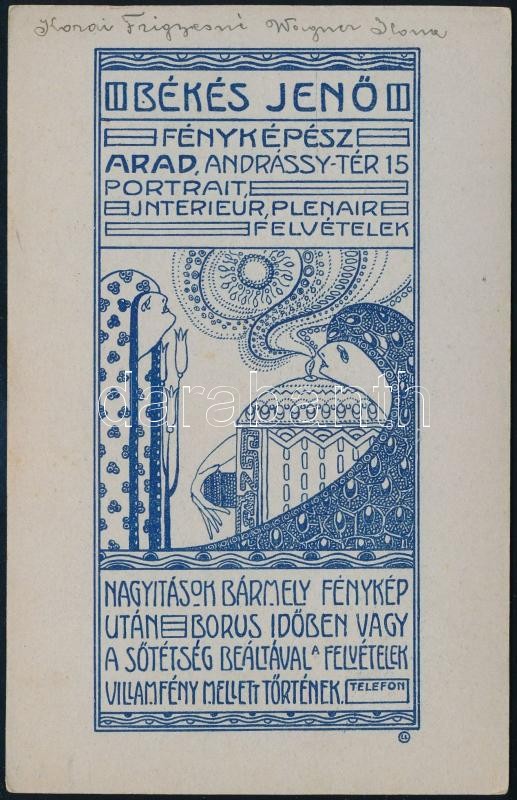 Korai Frigyesné Wagner Ilona
BÉKÉS JENŐ
FÉNYKÉPÉSZ
ARAD, ANDRÁSSY-TÉR 15
PORTRAIT,
JNTERIEUR, PLENAIRE
FELVÉTELEK
darabanth
NAGYITÁSOK BÁRMELY FÉNYKÉP
UTÁN BORUS IDŐBEN VAGY
A SŐTÉTSÉG BEÁLTÁVAL A FELVÉTELEK
VILLAMFÉNY MELLETT TŐRTÉNEK. TELEFON